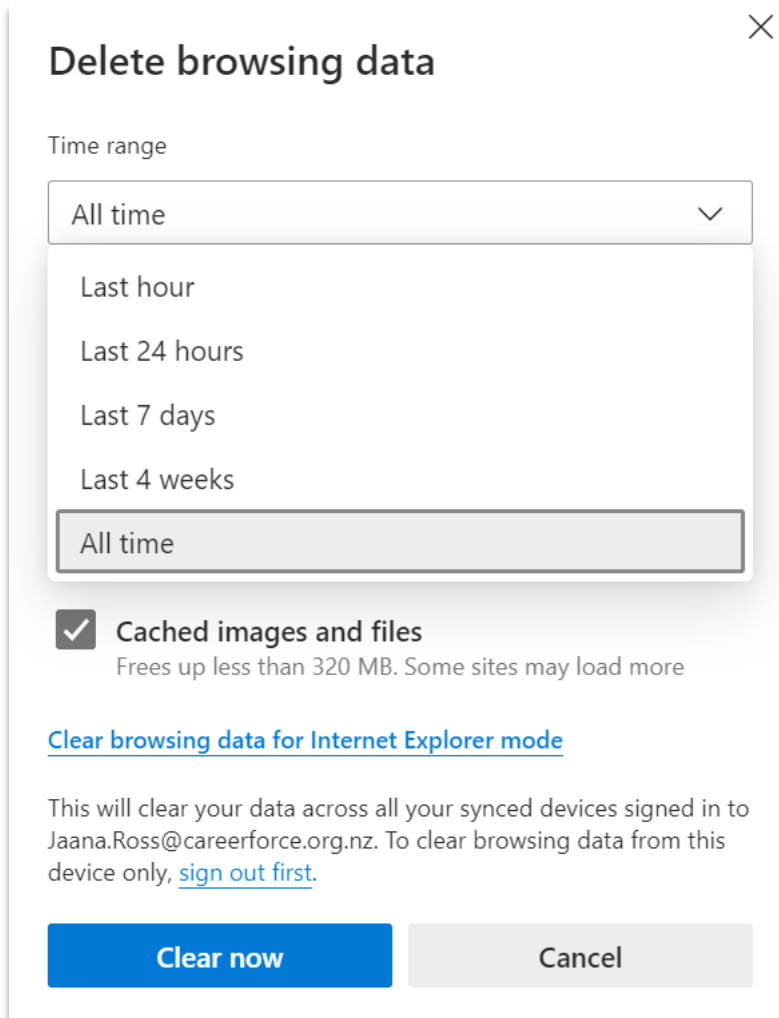 Delete browsing data
Time range
All time
Last hour
Last 24 hours
Last 7 days
Last 4 weeks
All time
Cached images and files
Frees up less than 320 MB. Some sites may load more
Clear browsing data for Internet Explorer mode
This will clear your data across all your synced devices signed in to
Jaana.Ross@careerforce.org.nz. To clear browsing data from this
device only, sign out first.
Clear now
Cancel